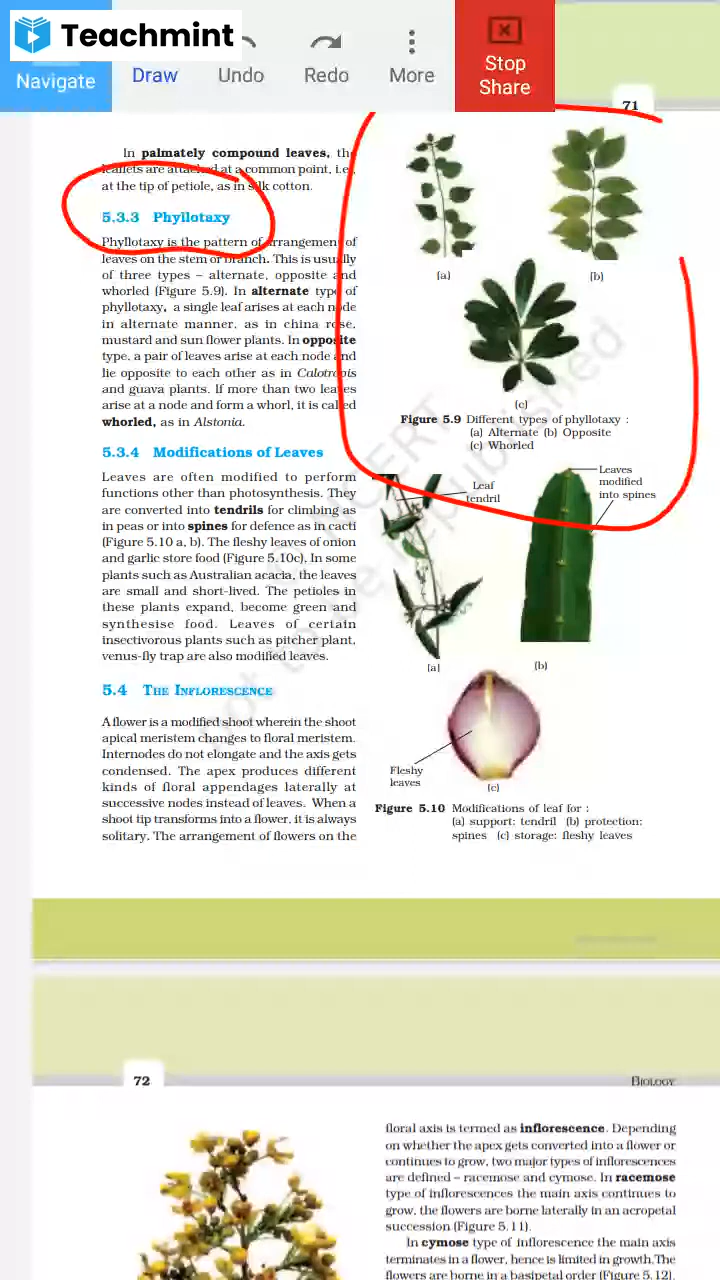 Teachmint
Navigate
Draw
Undo
Redo
More
Stop
Share
71
In palmately compound leaves, the
leaflets are attached at a common point, i.e.,
at the tip of petiole, as in silk cotton.
5.3.3 Phyllotaxy
Phyllotaxy is the pattern of arrangement of
leaves on the stem or branch. This is usually
of three types – alternate, opposite and
whorled (Figure 5.9). In alternate type of
phyllotaxy, a single leaf arises at each node
in alternate manner, as in china rose,
mustard and sun flower plants. In opposite
type, a pair of leaves arise at each node and
lie opposite to each other as in Calotropis
and guava plants. If more than two leaves
arise at a node and form a whorl, it is called
whorled, as in Alstonia.
5.3.4 Modifications of Leaves
Leaves are often modified to perform
functions other than photosynthesis. They
are converted into tendrils for climbing as
in peas or into spines for defence as in cacti
(Figure 5.10 a, b). The fleshy leaves of onion
and garlic store food (Figure 5.10c). In some
plants such as Australian acacia, the leaves
are small and short-lived. The petioles in
these plants expand, become green and
synthesise food. Leaves of certain
insectivorous plants such as pitcher plant,
venus-fly trap are also modified leaves.
5.4 THE INFLORESCENCE
A flower is a modified shoot wherein the shoot
apical meristem changes to floral meristem.
Internodes do not elongate and the axis gets
condensed. The apex produces different
kinds of floral appendages laterally at
successive nodes instead of leaves. When a
shoot tip transforms into a flower, it is always
solitary. The arrangement of flowers on the
(a)
(b)
(c)
Figure 5.9 Different types of phyllotaxy :
(a) Alternate (b) Opposite
(c) Whorled
Leaf
tendril
Leaves
modified
into spines
(a)
(b)
Fleshy
leaves
(c)
Figure 5.10 Modifications of leaf for :
(a) support: tendril (b) protection:
spines (c) storage: fleshy leaves
© NCERT
not to be republished
72
BIOLOGY
floral axis is termed as inflorescence. Depending
on whether the apex gets converted into a flower or
continues to grow, two major types of inflorescences
are defined – racemose and cymose. In racemose
type of inflorescences the main axis continues to
grow, the flowers are borne laterally in an acropetal
succession (Figure 5.11).
In cymose type of inflorescence the main axis
terminates in a flower, hence is limited in growth.The
flowers are borne in a basipetal order (Figure 5.12),